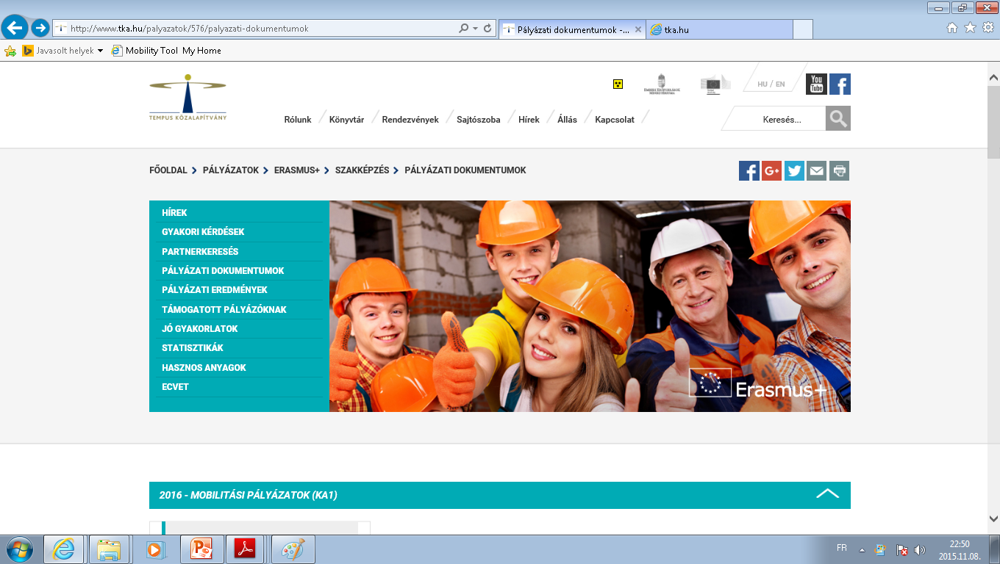 http://www.tka.hu/palyazatok/576/palyazati-dokumentumok
Pályázati dokumentumok -...
tka.hu
Javasolt helyek
Mobility Tool
My Home
TEMPUS KÖZALAPÍTVÁNY
HU / EN
You Tube
Rólunk
Könyvtár
Rendezvények
Sajtószoba
Hírek
Állás
Kapcsolat
Keresés...
FŐOLDAL
PÁLYÁZATOK
ERASMUS+
SZAKKÉPZÉS
PÁLYÁZATI DOKUMENTUMOK
HÍREK
GYAKORI KÉRDÉSEK
PARTNERKERESÉS
PÁLYÁZATI DOKUMENTUMOK
PÁLYÁZATI EREDMÉNYEK
TÁMOGATOTT PÁLYÁZÓKNAK
JÓ GYAKORLATOK
STATISZTIKÁK
HASZNOS ANYAGOK
ECVET
Erasmus+
2016 - MOBILITÁSI PÁLYÁZATOK (KA1)
FR
22:50
2015.11.08.